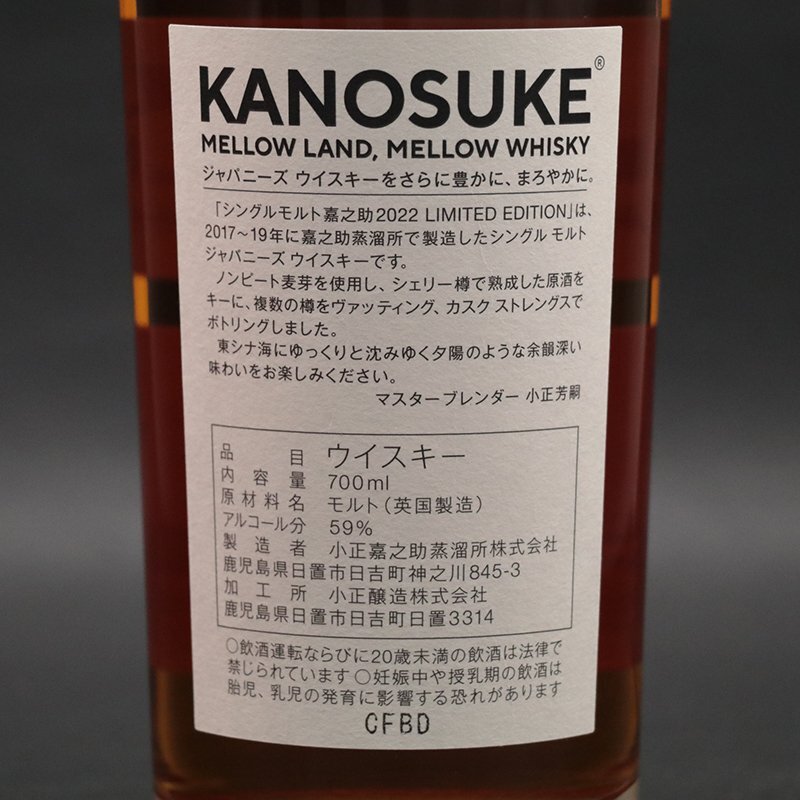 KANOSUKE®
MELLOW LAND, MELLOW WHISKY
ジャパニーズ ウイスキーをさらに豊かに、まろやかに。
「シングルモルト嘉之助2022 LIMITED EDITION」は、
2017〜19年に嘉之助蒸溜所で製造したシングル モルト
ジャパニーズ ウイスキーです。
ノンピート麦芽を使用し、シェリー樽で熟成した原酒を
キーに、複数の樽をヴァッティング、カスク ストレングスで
ボトリングしました。
東シナ海にゆっくりと沈みゆく夕陽のような余韻深い
味わいをお楽しみください。
マスターブレンダー 小正芳嗣
品目 ウイスキー
内容量 700ml
原材料名 モルト（英国製造）
アルコール分 59%
製造者 小正嘉之助蒸溜所株式会社
鹿児島県日置市日吉町神之川845-3
加工所 小正醸造株式会社
鹿児島県日置市日吉町日置3314
○飲酒運転ならびに20歳未満の飲酒は法律で
禁じられています ○妊娠中や授乳期の飲酒は
胎児、乳児の発育に影響する恐れがあります
CFBD